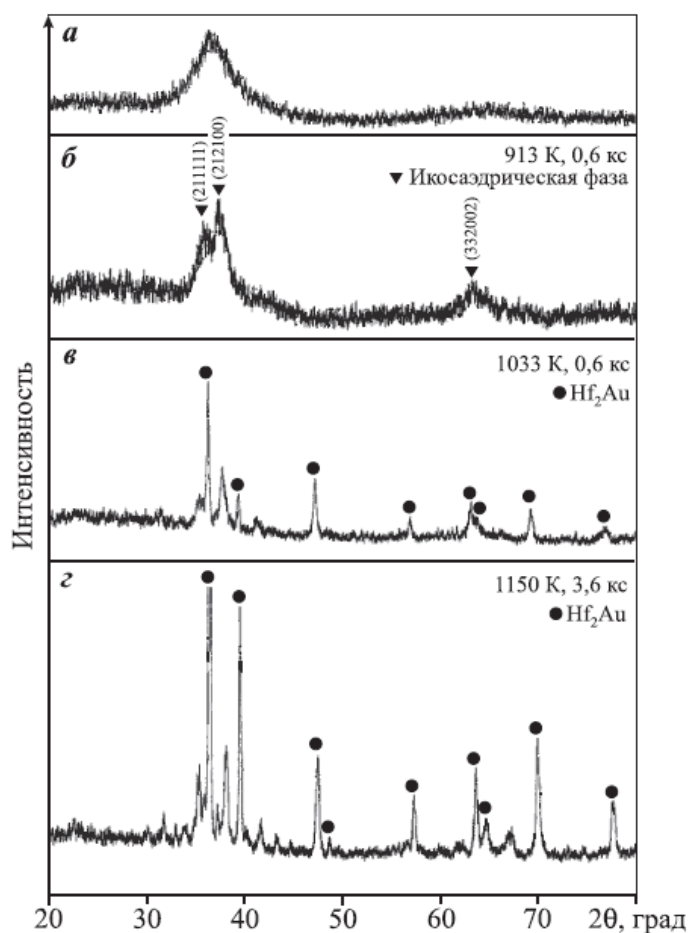 а
б
(211111)
(212100)
913 К, 0,6 кс
▼ Икосаэдрическая фаза
(332002)
в
1033 К, 0,6 кс
● Hf₂Au
г
1150 К, 3,6 кс
● Hf₂Au
Интенсивность
20 30 40 50 60 70 2θ, град